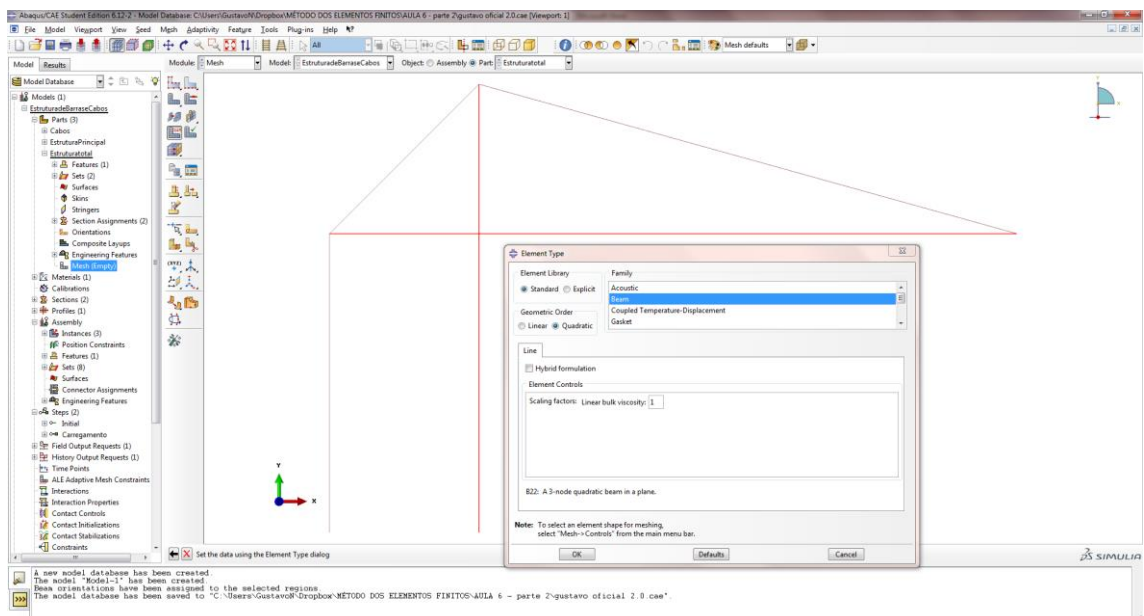 Abaqus/CAE Student Edition 6.12-2 - Model Database: C:\Users\GustavoN\Dropbox\MÉTODO DOS ELEMENTOS FINITOS\AULA 6 - parte 2\gustavo oficial 2.0.cae [Viewport: 1]
File Model Viewport View Seed Mesh Adaptivity Feature Tools Plug-ins Help
All Mesh defaults
Model Results
Module: Mesh Model: EstruturadeBarraseCabos Object: Assembly Part: Estruturatotal
Model Database
Models (1)
EstruturadeBarraseCabos
Parts (3)
Cabos
EstruturaPrincipal
Estruturatotal
Features (1)
Sets (2)
Surfaces
Skins
Stringers
Section Assignments (2)
Orientations
Composite Layups
Engineering Features
Mesh (Empty)
Materials (1)
Calibrations
Sections (2)
Profiles (1)
Assembly
Instances (3)
Position Constraints
Features (1)
Sets (8)
Surfaces
Connector Assignments
Engineering Features
Steps (2)
Initial
Carregamento
Field Output Requests (1)
History Output Requests (1)
Time Points
ALE Adaptive Mesh Constraints
Interactions
Interaction Properties
Contact Controls
Contact Initializations
Contact Stabilizations
Constraints
(XYZ)
Y
X
Element Type
Element Library
Standard Explicit
Geometric Order
Linear Quadratic
Family
Acoustic
Beam
Coupled Temperature-Displacement
Gasket
Line
Hybrid formulation
Element Controls
Scaling factors: Linear bulk viscosity: 1
B22: A 3-node quadratic beam in a plane.
Note: To select an element shape for meshing,
select "Mesh->Controls" from the main menu bar.
OK Defaults Cancel
Set the data using the Element Type dialog
SIMULIA
A new model database has been created.
The model "Model-1" has been created.
Beam orientations have been assigned to the selected regions.
The model database has been saved to "C:\Users\GustavoN\Dropbox\MÉTODO DOS ELEMENTOS FINITOS\AULA 6 - parte 2\gustavo oficial 2.0.cae".